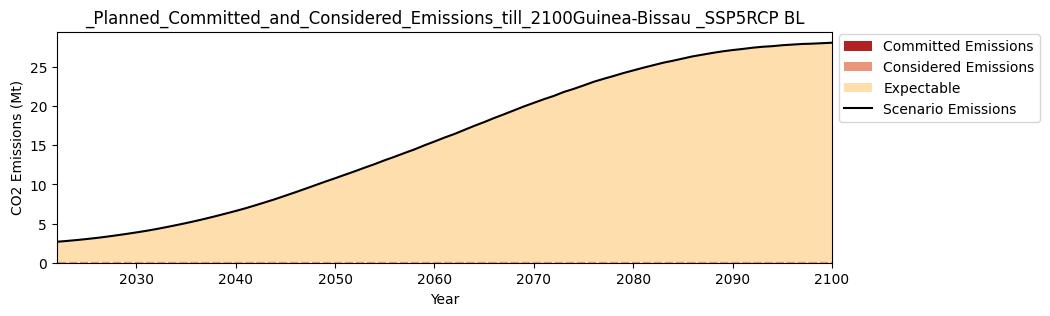 _Planned_Committed_and_Considered_Emissions_till_2100Guinea-Bissau _SSP5RCP BL
Committed Emissions
Considered Emissions
Expectable
Scenario Emissions
CO2 Emissions (Mt)
25
20
15
10
5
0
2030 2040 2050 2060 2070 2080 2090 2100
Year